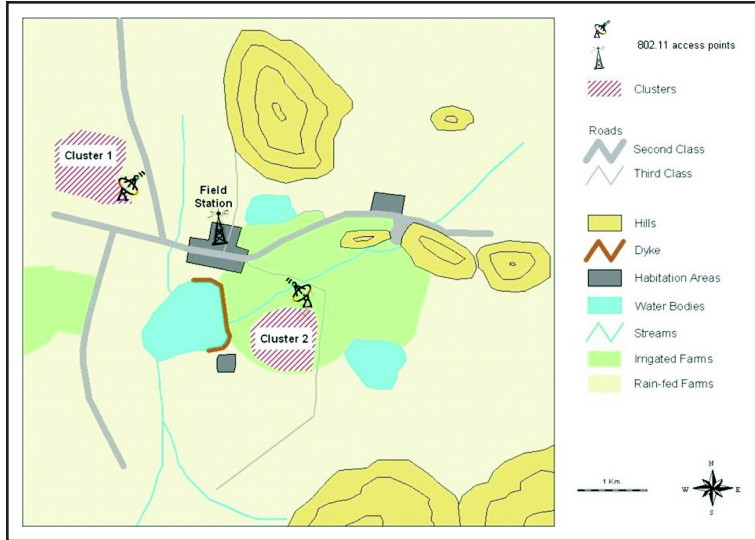 802.11 access points
Clusters
Roads
Second Class
Third Class
Hills
Dyke
Habitation Areas
Water Bodies
Streams
Irrigated Farms
Rain-fed Farms
Cluster 1
Field
Station
Cluster 2
1 Km
N
W E
S